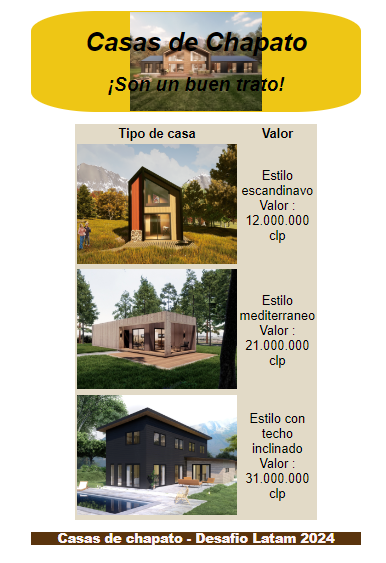 Casas de Chapato
¡Son un buen trato!
Tipo de casa Valor
Estilo
escandinavo
Valor :
12.000.000
clp
Estilo
mediterraneo
Valor :
21.000.000
clp
Estilo con
techo
inclinado
Valor :
31.000.000
clp
Casas de chapato - Desafio Latam 2024